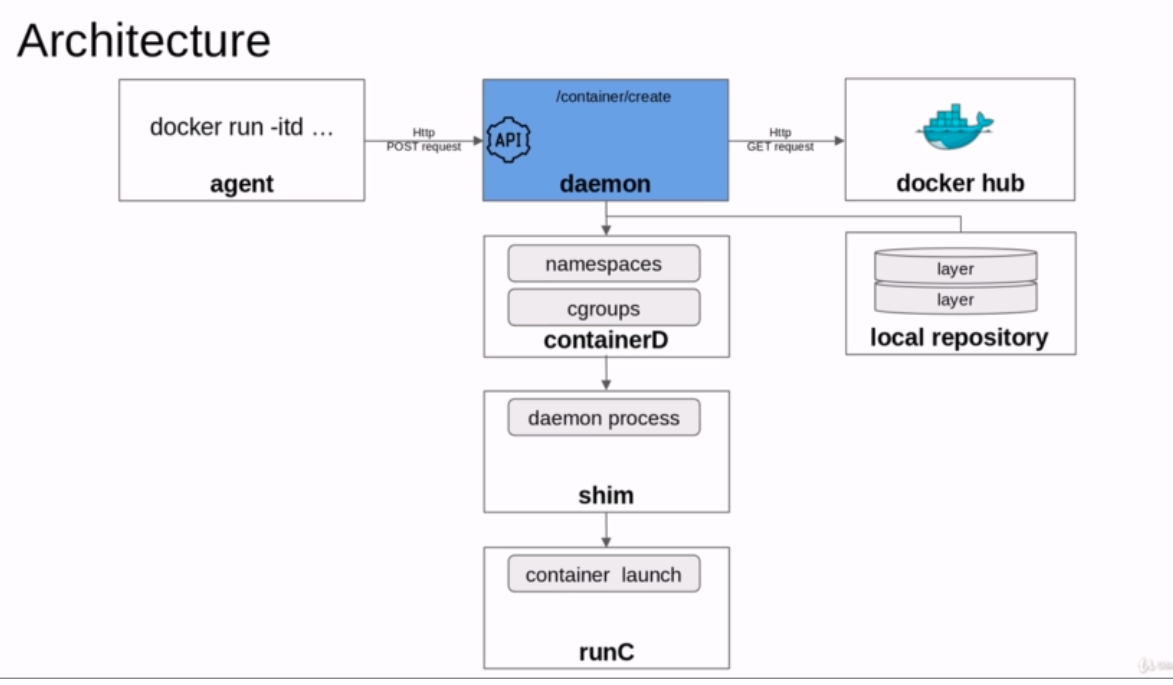 Architecture
docker run -itd …
agent
Http
POST request
/container/create
API
daemon
Http
GET request
docker hub
namespaces
cgroups
containerD
layer
layer
local repository
daemon process
shim
container launch
runC